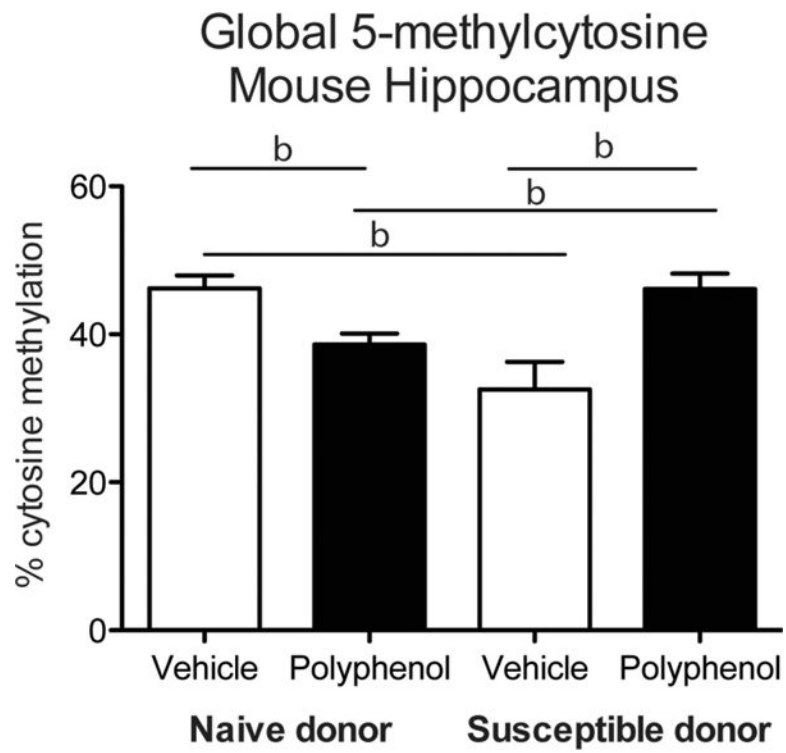 Global 5-methylcytosine
Mouse Hippocampus
b
b
b
b
60
40
20
0
% cytosine methylation
Vehicle Polyphenol Vehicle Polyphenol
Naive donor Susceptible donor